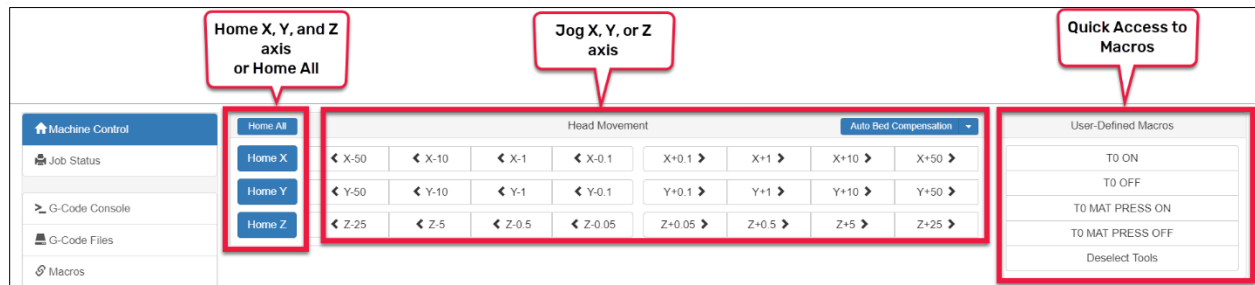 Home X, Y, and Z
axis
or Home All
Jog X, Y, or Z
axis
Quick Access to
Macros
Machine Control
Job Status
>_ G-Code Console
G-Code Files
Macros
Home All
Head Movement
Auto Bed Compensation
Home X
X-50
X-10
X-1
X-0.1
X+0.1
X+1
X+10
X+50
Home Y
Y-50
Y-10
Y-1
Y-0.1
Y+0.1
Y+1
Y+10
Y+50
Home Z
Z-25
Z-5
Z-0.5
Z-0.05
Z+0.05
Z+0.5
Z+5
Z+25
User-Defined Macros
T0 ON
T0 OFF
T0 MAT PRESS ON
T0 MAT PRESS OFF
Deselect Tools